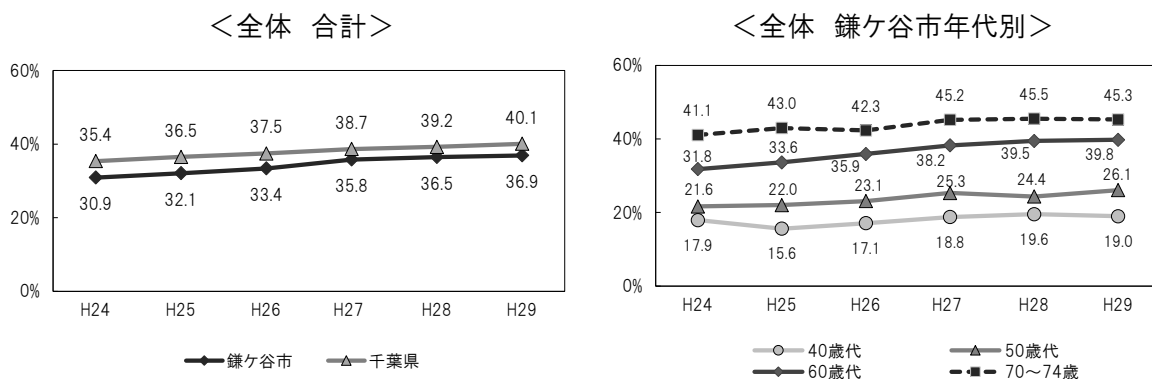 <全体 合計>
60%
40%
20%
0%
35.4 36.5 37.5 38.7 39.2 40.1
30.9 32.1 33.4 35.8 36.5 36.9
H24 H25 H26 H27 H28 H29
鎌ケ谷市 千葉県
<全体 鎌ケ谷市年代別>
60%
40%
20%
0%
41.1 43.0 42.3 45.2 45.5 45.3
31.8 33.6 35.9 38.2 39.5 39.8
21.6 22.0 23.1 25.3 24.4 26.1
17.9 15.6 17.1 18.8 19.6 19.0
H24 H25 H26 H27 H28 H29
40歳代 50歳代
60歳代 70～74歳